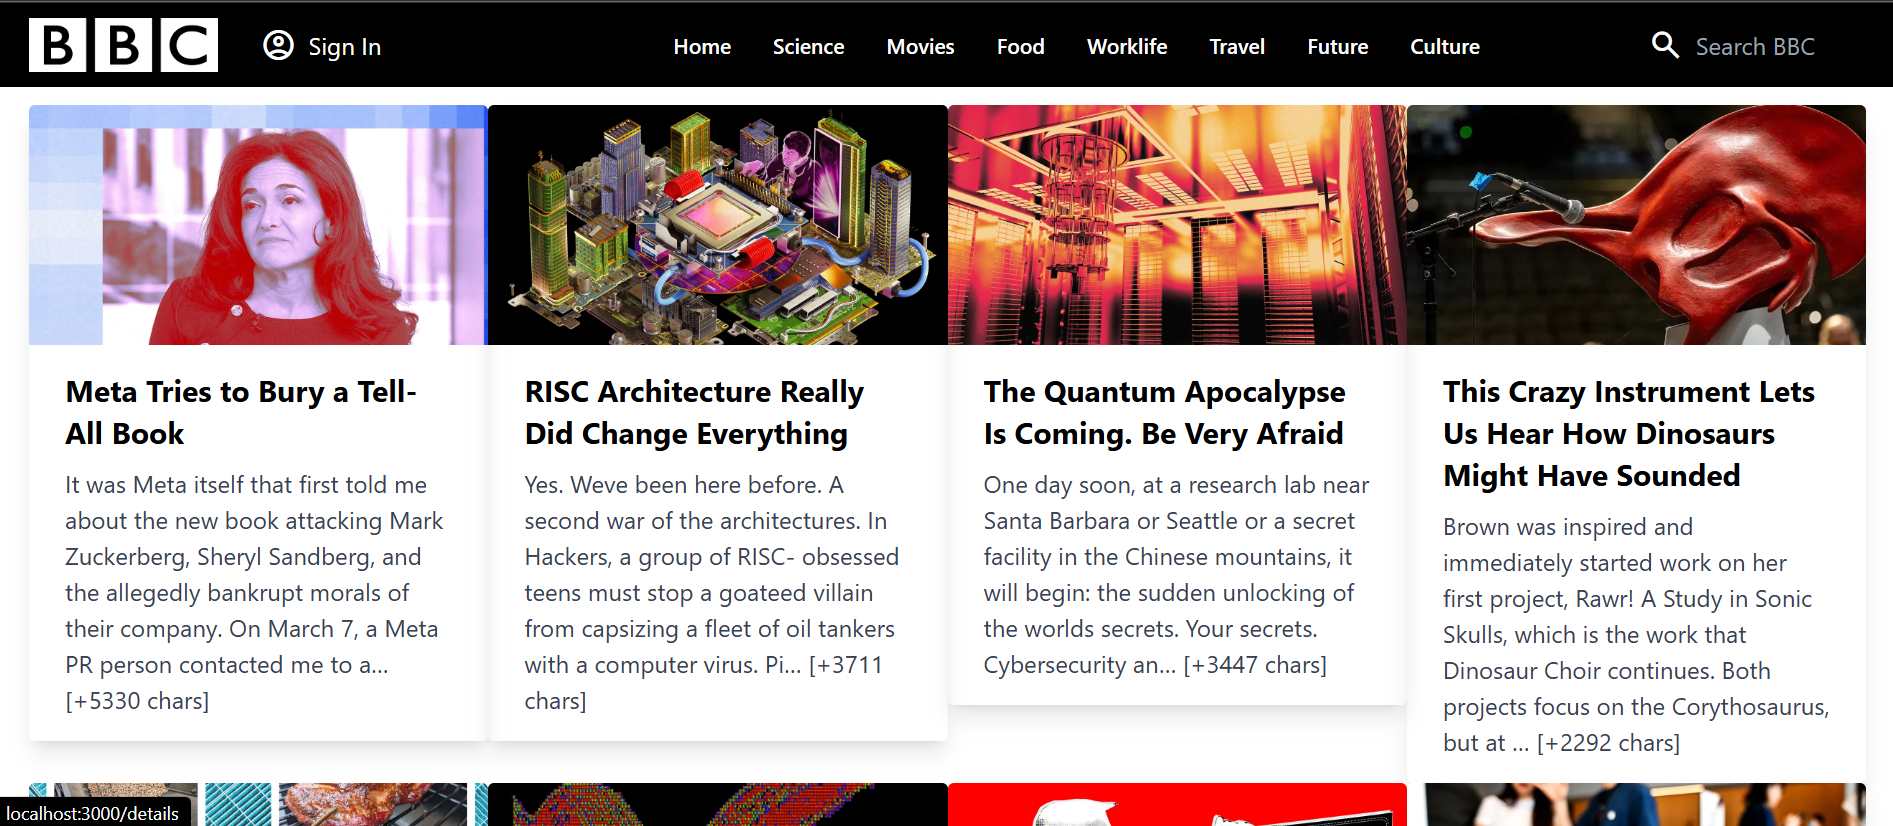 BBC Sign In Home Science Movies Food Worklife Travel Future Culture Search BBC
Meta Tries to Bury a Tell-
All Book
It was Meta itself that first told me
about the new book attacking Mark
Zuckerberg, Sheryl Sandberg, and
the allegedly bankrupt morals of
their company. On March 7, a Meta
PR person contacted me to a…
[+5330 chars]
RISC Architecture Really
Did Change Everything
Yes. Weve been here before. A
second war of the architectures. In
Hackers, a group of RISC- obsessed
teens must stop a goateed villain
from capsizing a fleet of oil tankers
with a computer virus. Pi… [+3711
chars]
The Quantum Apocalypse
Is Coming. Be Very Afraid
One day soon, at a research lab near
Santa Barbara or Seattle or a secret
facility in the Chinese mountains, it
will begin: the sudden unlocking of
the worlds secrets. Your secrets.
Cybersecurity an… [+3447 chars]
This Crazy Instrument Lets
Us Hear How Dinosaurs
Might Have Sounded
Brown was inspired and
immediately started work on her
first project, Rawr! A Study in Sonic
Skulls, which is the work that
Dinosaur Choir continues. Both
projects focus on the Corythosaurus,
but at … [+2292 chars]
localhost:3000/details